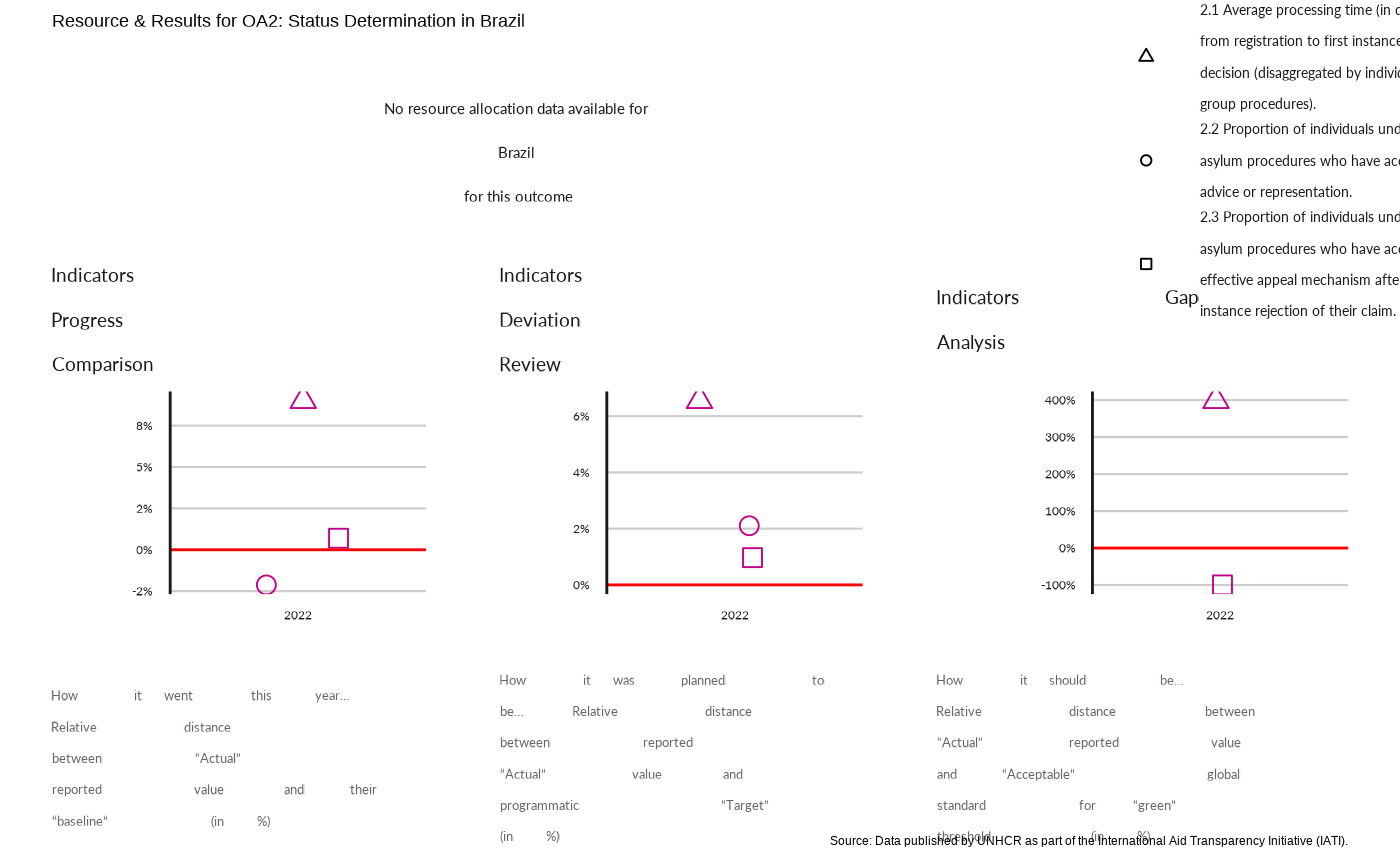 Resource & Results for OA2: Status Determination in Brazil
No resource allocation data available for
Brazil
for this outcome
2.1 Average processing time (in
from registration to first instance
decision (disaggregated by
group procedures).
2.2 Proportion of individuals
asylum procedures who have
advice or representation.
2.3 Proportion of individuals
asylum procedures who have
effective appeal mechanism
instance rejection of their claim.
Indicators
Progress
Comparison
8%
5%
2%
0%
-2%
2022
How it went this year...
Relative distance
between “Actual”
reported value and their
“baseline” (in %)
Indicators
Deviation
Review
6%
4%
2%
0%
2022
How it was planned to
be... Relative distance
between reported
“Actual” value and
programmatic “Target”
(in %)
Indicators Gap
Analysis
400%
300%
200%
100%
0%
-100%
2022
How it should be...
Relative distance between
“Actual” reported value
and “Acceptable” global
standard for “green”
threshold (in %)
Source: Data published by UNHCR as part of the International Aid Transparency Initiative (IATI).